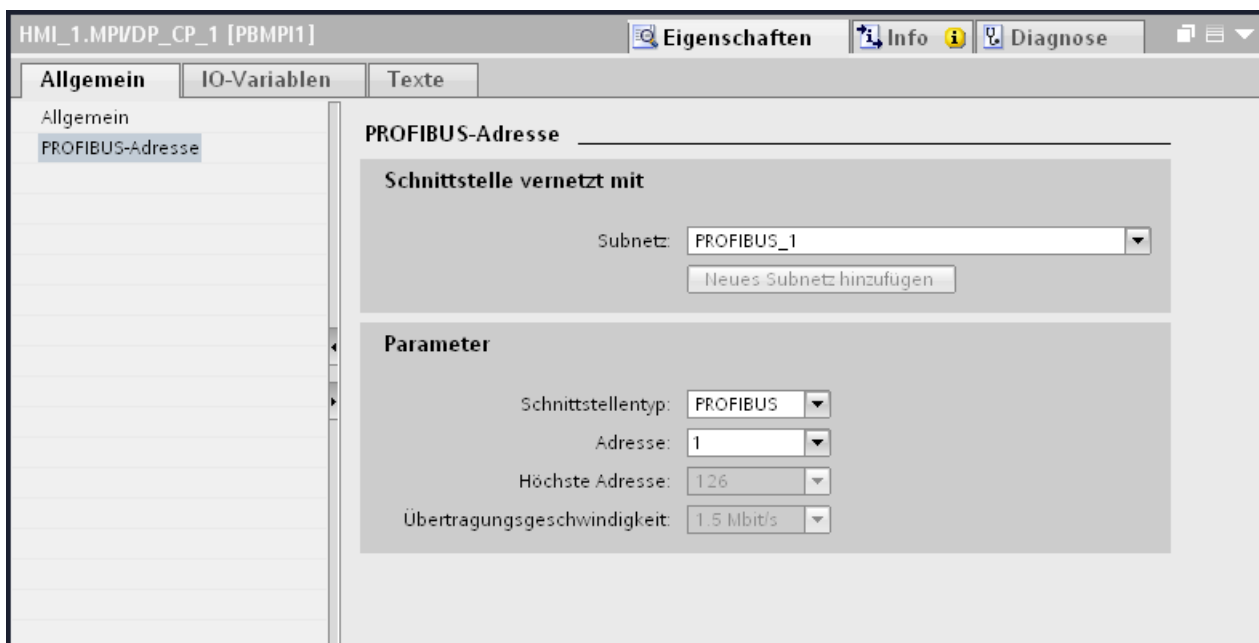 HMI_1.MPI/DP_CP_1 [PBMPI1]
Eigenschaften
Info
Diagnose
Allgemein
IO-Variablen
Texte
Allgemein
PROFIBUS-Adresse
PROFIBUS-Adresse
Schnittstelle vernetzt mit
Subnetz: PROFIBUS_1
Neues Subnetz hinzufügen
Parameter
Schnittstellentyp: PROFIBUS
Adresse: 1
Höchste Adresse: 126
Übertragungsgeschwindigkeit: 1.5 Mbit/s